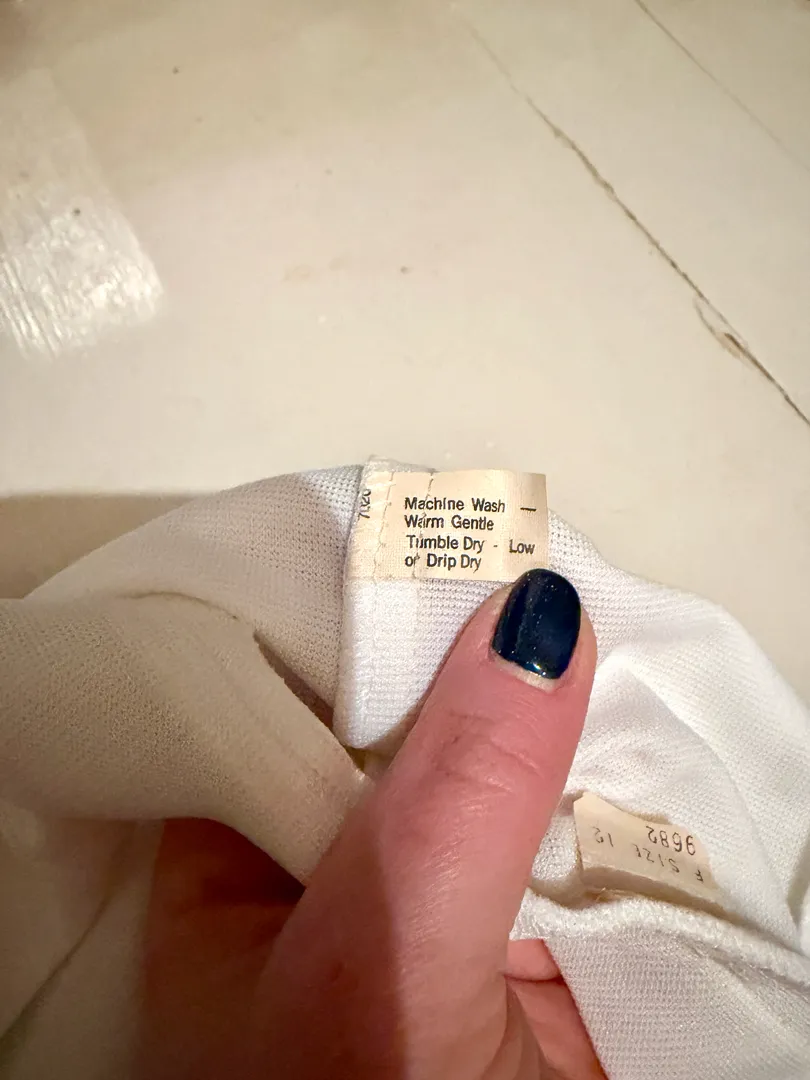 Machine Wash —
Warm Gentle
Tumble Dry - Low
or Drip Dry
F SIZE 12
9682